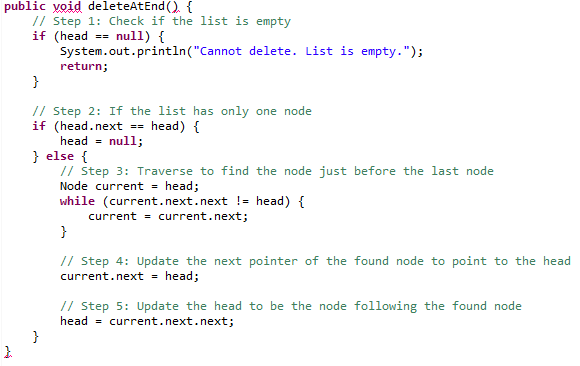 public void deleteAtEnd() {
    // Step 1: Check if the list is empty
    if (head == null) {
        System.out.println("Cannot delete. List is empty.");
        return;
    }

    // Step 2: If the list has only one node
    if (head.next == head) {
        head = null;
    } else {
        // Step 3: Traverse to find the node just before the last node
        Node current = head;
        while (current.next.next != head) {
            current = current.next;
        }

        // Step 4: Update the next pointer of the found node to point to the head
        current.next = head;

        // Step 5: Update the head to be the node following the found node
        head = current.next.next;
    }
}